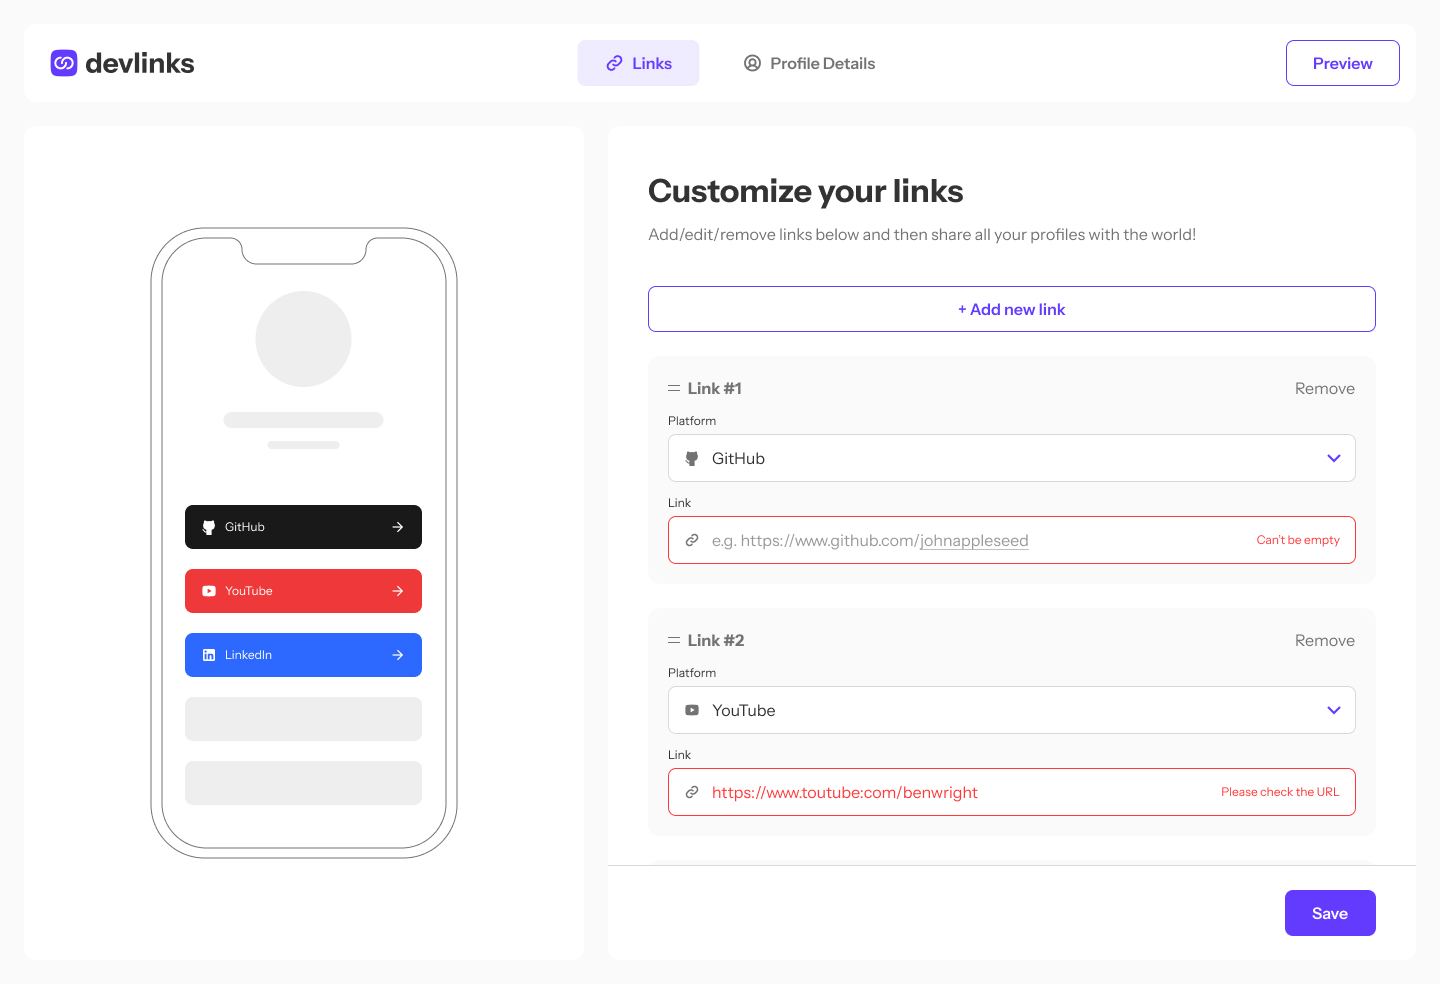 devlinks
Links
Profile Details
Preview
GitHub
YouTube
LinkedIn
Customize your links
Add/edit/remove links below and then share all your profiles with the world!
+ Add new link
Link #1
Remove
Platform
GitHub
Link
e.g. https://www.github.com/johnappleseed
Can't be empty
Link #2
Remove
Platform
YouTube
Link
https://www.toutube:com/benwright
Please check the URL
Save